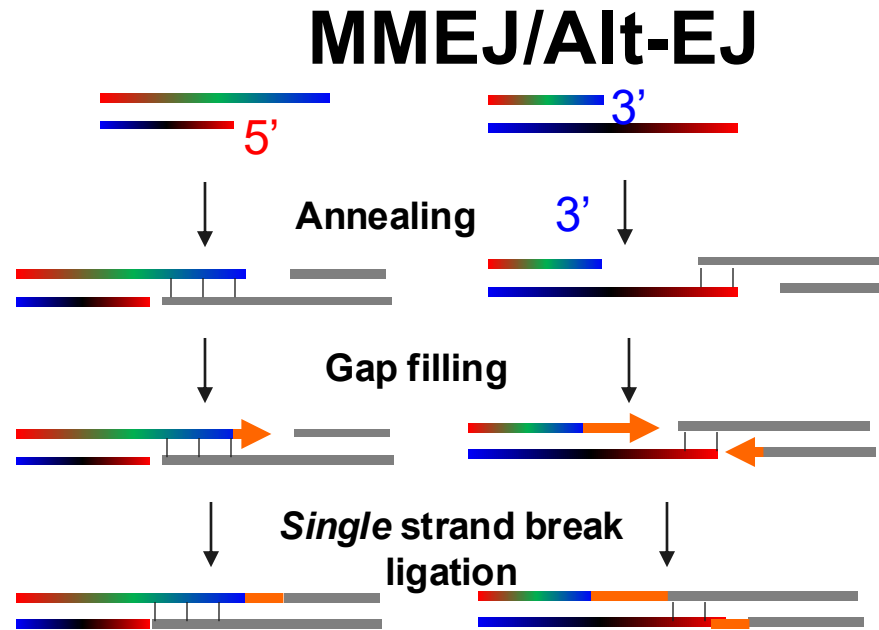 MMEJ/Alt-EJ
5’
3’
Annealing
3’
Gap filling
Single strand break
ligation